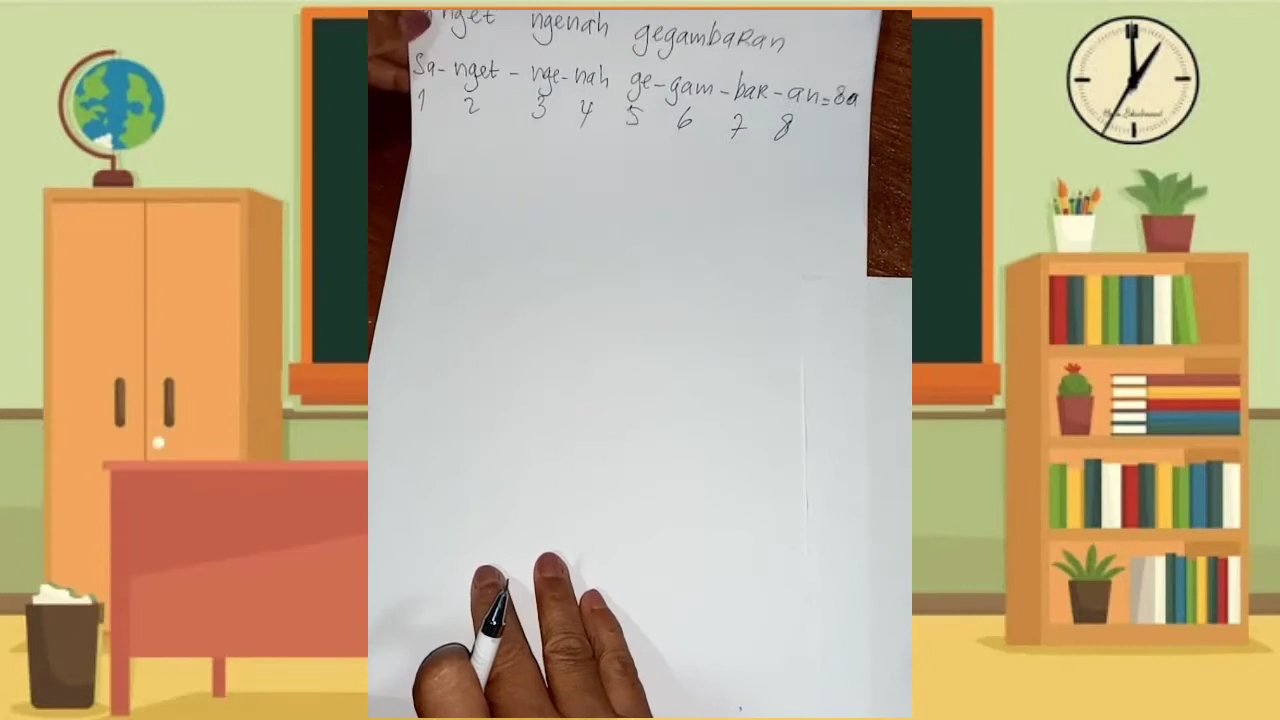 nget ngenah gegambaRan
Sa-nget - nge-nah ge-gam-baR-an=8a
1 2 3 4 5 6 7 8